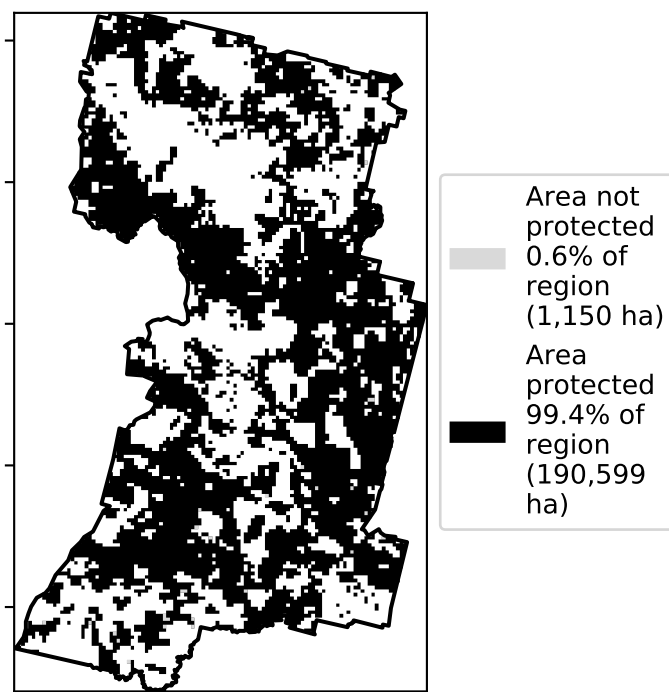 Area not
protected
0.6% of
region
(1,150 ha)
Area
protected
99.4% of
region
(190,599
ha)